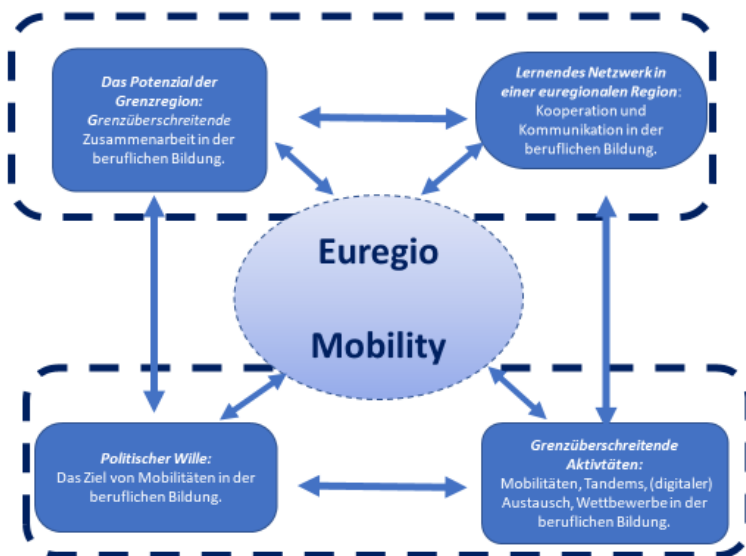 Das Potenzial der
Grenzregion:
Grenzüberschreitende
Zusammenarbeit in der
beruflichen Bildung.
Lernendes Netzwerk in
einer euregionalen Region:
Kooperation und
Kommunikation in der
beruflichen Bildung.
Euregio
Mobility
Politischer Wille:
Das Ziel von Mobilitäten in der
beruflichen Bildung.
Grenzüberschreitende
Aktivtäten:
Mobilitäten, Tandems, (digitaler)
Austausch, Wettbewerbe in der
beruflichen Bildung.